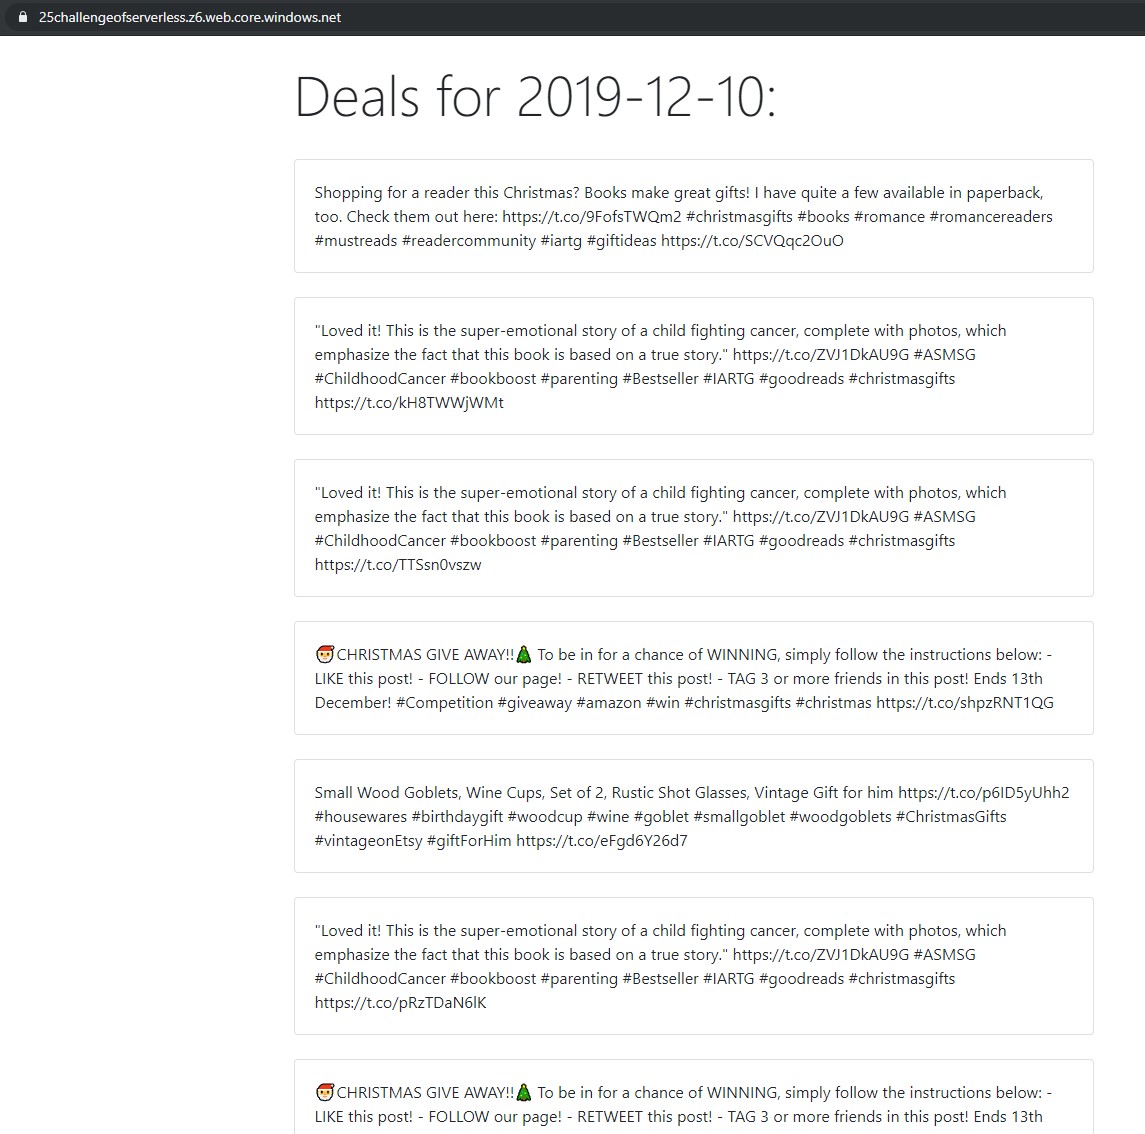 25challengeofserverless.z6.web.core.windows.net
Deals for 2019-12-10:
Shopping for a reader this Christmas? Books make great gifts! I have quite a few available in paperback,
too. Check them out here: https://t.co/9FofsTWQm2 #christmasgifts #books #romance #romancereaders
#mustreads #readercommunity #iartg #giftideas https://t.co/SCVQqc2OuO
"Loved it! This is the super-emotional story of a child fighting cancer, complete with photos, which
emphasize the fact that this book is based on a true story." https://t.co/ZVJ1DkAU9G #ASMSG
#ChildhoodCancer #bookboost #parenting #Bestseller #IARTG #goodreads #christmasgifts
https://t.co/kH8TWWjWMt
"Loved it! This is the super-emotional story of a child fighting cancer, complete with photos, which
emphasize the fact that this book is based on a true story." https://t.co/ZVJ1DkAU9G #ASMSG
#ChildhoodCancer #bookboost #parenting #Bestseller #IARTG #goodreads #christmasgifts
https://t.co/TTSsn0vszw
🎅CHRISTMAS GIVE AWAY!!🎄 To be in for a chance of WINNING, simply follow the instructions below: -
LIKE this post! - FOLLOW our page! - RETWEET this post! - TAG 3 or more friends in this post! Ends 13th
December! #Competition #giveaway #amazon #win #christmasgifts #christmas https://t.co/shpzRNT1QG
Small Wood Goblets, Wine Cups, Set of 2, Rustic Shot Glasses, Vintage Gift for him https://t.co/p6ID5yUhh2
#housewares #birthdaygift #woodcup #wine #goblet #smallgoblet #woodgoblets #ChristmasGifts
#vintageonEtsy #giftForHim https://t.co/eFgd6Y26d7
"Loved it! This is the super-emotional story of a child fighting cancer, complete with photos, which
emphasize the fact that this book is based on a true story." https://t.co/ZVJ1DkAU9G #ASMSG
#ChildhoodCancer #bookboost #parenting #Bestseller #IARTG #goodreads #christmasgifts
https://t.co/pRzTDaN6lK
🎅CHRISTMAS GIVE AWAY!!🎄 To be in for a chance of WINNING, simply follow the instructions below: -
LIKE this post! - FOLLOW our page! - RETWEET this post! - TAG 3 or more friends in this post! Ends 13th